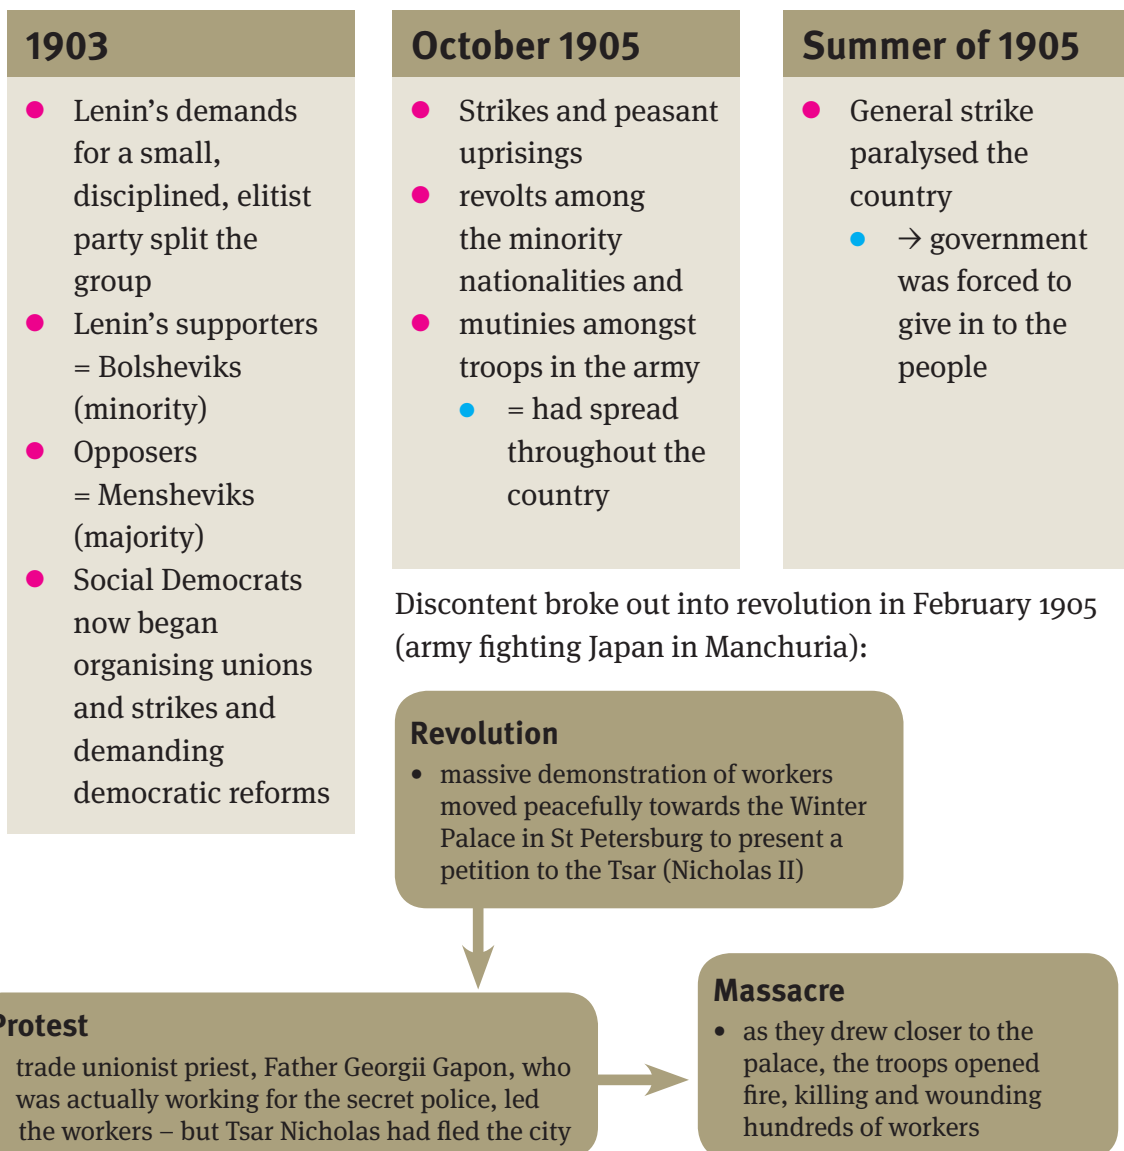 1903
● Lenin’s demands
for a small,
disciplined, elitist
party split the
group
● Lenin’s supporters
= Bolsheviks
(minority)
● Opposers
= Mensheviks
(majority)
● Social Democrats
now began
organising unions
and strikes and
demanding
democratic reforms
October 1905
● Strikes and peasant
uprisings
● revolts among
the minority
nationalities and
● mutinies amongst
troops in the army
● = had spread
throughout the
country
Summer of 1905
● General strike
paralysed the
country
● → government
was forced to
give in to the
people
Discontent broke out into revolution in February 1905
(army fighting Japan in Manchuria):
Revolution
• massive demonstration of workers
moved peacefully towards the Winter
Palace in St Petersburg to present a
petition to the Tsar (Nicholas II)
Protest
trade unionist priest, Father Georgii Gapon, who
was actually working for the secret police, led
the workers – but Tsar Nicholas had fled the city
Massacre
• as they drew closer to the
palace, the troops opened
fire, killing and wounding
hundreds of workers